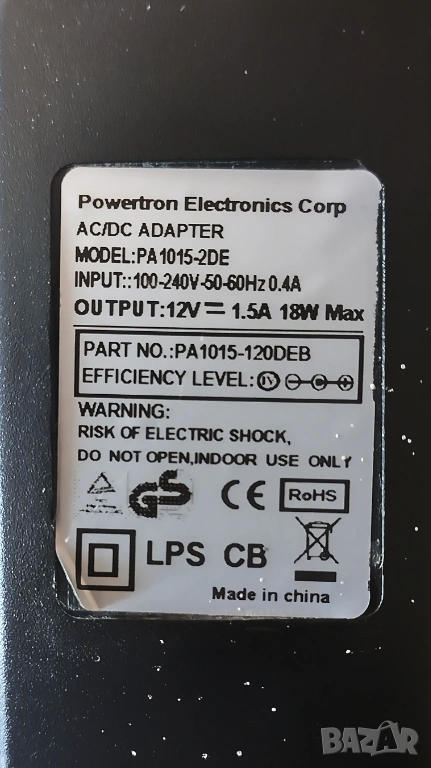 Powertron Electronics Corp
AC/DC ADAPTER
MODEL:PA1015-2DE
INPUT::100-240V-50-60Hz 0.4A
OUTPUT:12V ⎓ 1.5A 18W Max
PART NO.:PA1015-120DEB
EFFICIENCY LEVEL: IV
WARNING:
RISK OF ELECTRIC SHOCK,
DO NOT OPEN,INDOOR USE ONLY
GS CE RoHS
LPS CB
Made in china
BAZAR